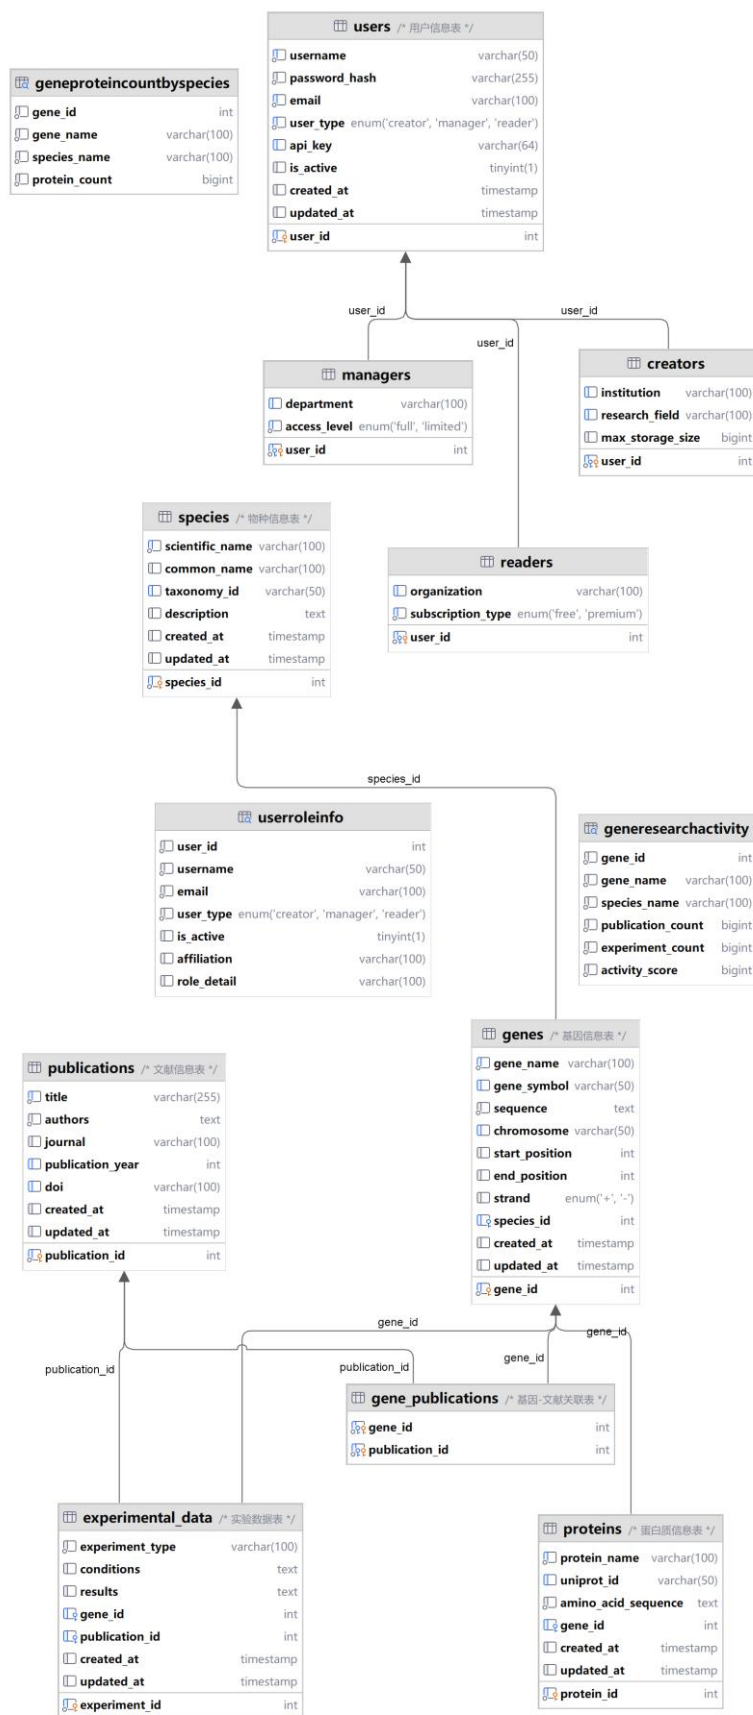 users /* 用户信息表 */
username varchar(50)
password_hash varchar(255)
email varchar(100)
user_type enum('creator', 'manager', 'reader')
api_key varchar(64)
is_active tinyint(1)
created_at timestamp
updated_at timestamp
user_id int
geneproteincountbyspecies
gene_id int
gene_name varchar(100)
species_name varchar(100)
protein_count bigint
user_id
user_id
user_id
managers
department varchar(100)
access_level enum('full', 'limited')
user_id int
creators
institution varchar(100)
research_field varchar(100)
max_storage_size bigint
user_id int
species /* 物种信息表 */
scientific_name varchar(100)
common_name varchar(100)
taxonomy_id varchar(50)
description text
created_at timestamp
updated_at timestamp
species_id int
readers
organization varchar(100)
subscription_type enum('free', 'premium')
user_id int
species_id
userroleinfo
user_id int
username varchar(50)
email varchar(100)
user_type enum('creator', 'manager', 'reader')
is_active tinyint(1)
affiliation varchar(100)
role_detail varchar(100)
generesearchactivity
gene_id int
gene_name varchar(100)
species_name varchar(100)
publication_count bigint
experiment_count bigint
activity_score bigint
genes /* 基因信息表 */
gene_name varchar(100)
gene_symbol varchar(50)
sequence text
chromosome varchar(50)
start_position int
end_position int
strand enum('+', '-')
species_id int
created_at timestamp
updated_at timestamp
gene_id int
publications /* 文献信息表 */
title varchar(255)
authors text
journal varchar(100)
publication_year int
doi varchar(100)
created_at timestamp
updated_at timestamp
publication_id int
gene_id
gene_id
gene_id
publication_id
publication_id
gene_publications /* 基因-文献关联表 */
gene_id int
publication_id int
experimental_data /* 实验数据表 */
experiment_type varchar(100)
conditions text
results text
gene_id int
publication_id int
created_at timestamp
updated_at timestamp
experiment_id int
proteins /* 蛋白质信息表 */
protein_name varchar(100)
uniprot_id varchar(50)
amino_acid_sequence text
gene_id int
created_at timestamp
updated_at timestamp
protein_id int